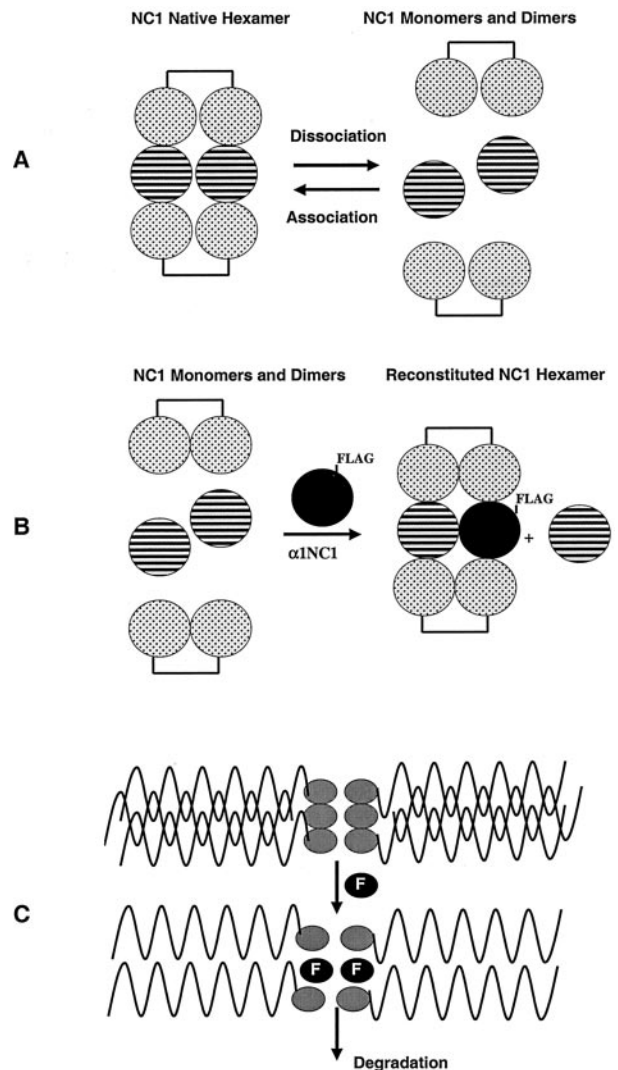 NC1 Native Hexamer
NC1 Monomers and Dimers
A
Dissociation
Association
NC1 Monomers and Dimers
Reconstituted NC1 Hexamer
FLAG
FLAG
B
+
α1NC1
F
C
F F
Degradation